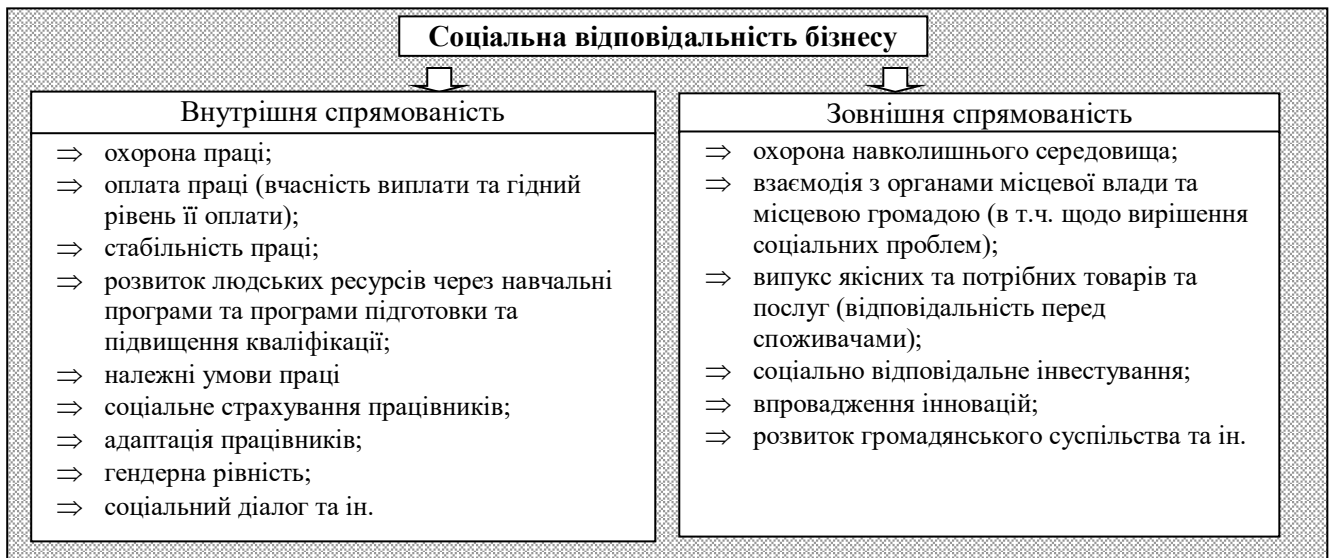 Соціальна відповідальність бізнесу
Внутрішня спрямованість
⇒ охорона праці;
⇒ оплата праці (вчасність виплати та гідний
рівень її оплати);
⇒ стабільність праці;
⇒ розвиток людських ресурсів через навчальні
програми та програми підготовки та
підвищення кваліфікації;
⇒ належні умови праці
⇒ соціальне страхування працівників;
⇒ адаптація працівників;
⇒ гендерна рівність;
⇒ соціальний діалог та ін.
Зовнішня спрямованість
⇒ охорона навколишнього середовища;
⇒ взаємодія з органами місцевої влади та
місцевою громадою (в т.ч. щодо вирішення
соціальних проблем);
⇒ випукс якісних та потрібних товарів та
послуг (відповідальність перед
споживачами);
⇒ соціально відповідальне інвестування;
⇒ впровадження інновацій;
⇒ розвиток громадянського суспільства та ін.